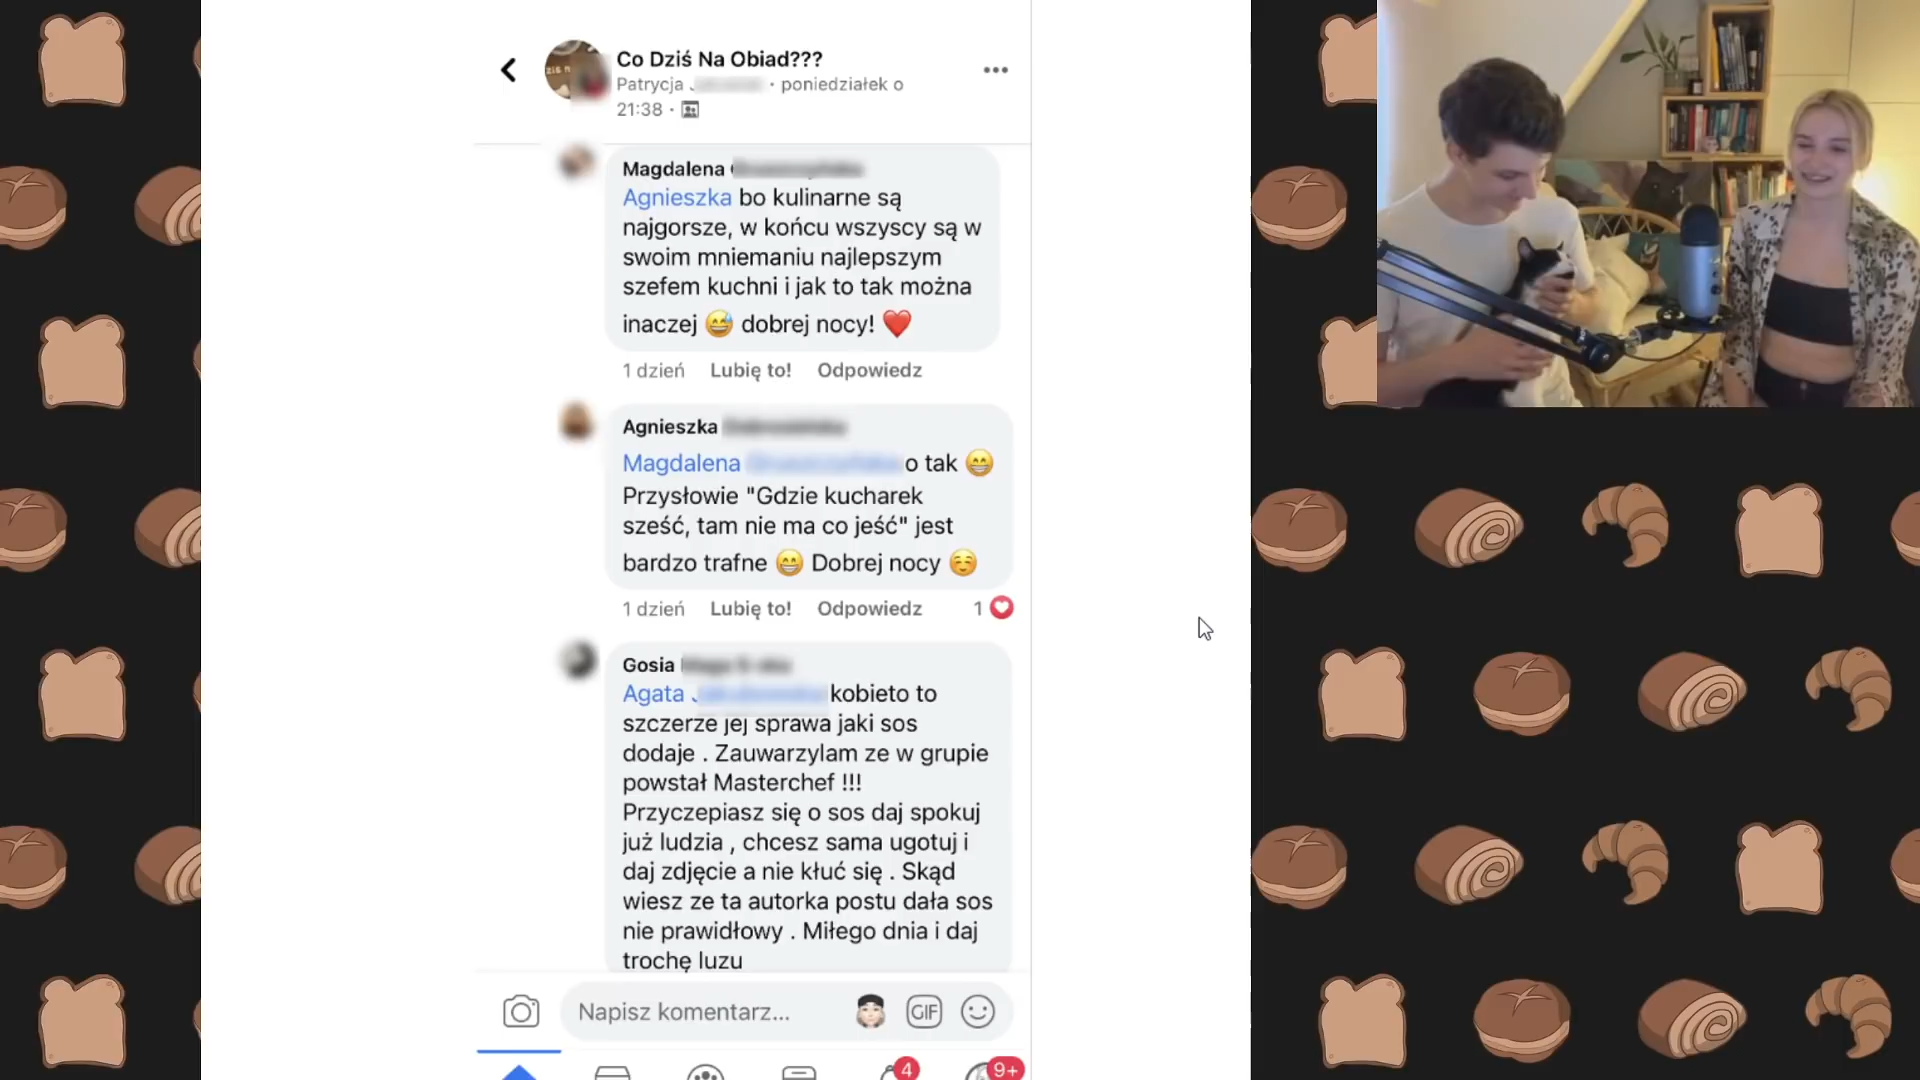 Co Dziś Na Obiad???
Patrycja · poniedziałek o
21:38 ·
Magdalena
Agnieszka bo kulinarne są
najgorsze, w końcu wszyscy są w
swoim mniemaniu najlepszym
szefem kuchni i jak to tak można
inaczej 😅 dobrej nocy! ❤️
1 dzień Lubię to! Odpowiedz
Agnieszka
Magdalena o tak 😁
Przysłowie "Gdzie kucharek
sześć, tam nie ma co jeść" jest
bardzo trafne 😁 Dobrej nocy ☺️
1 dzień Lubię to! Odpowiedz 1
Gosia
Agata kobieto to
szczerze jej sprawa jaki sos
dodaje . Zauwarzylam ze w grupie
powstał Masterchef !!!
Przyczepiasz się o sos daj spokuj
już ludzia , chcesz sama ugotuj i
daj zdjęcie a nie kłuć się . Skąd
wiesz ze ta autorka postu dała sos
nie prawidłowy . Miłego dnia i daj
trochę luzu
Napisz komentarz... GIF
4 9+